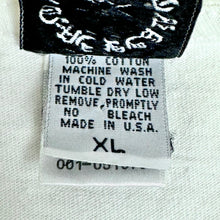 100% COTTON
MACHINE WASH
IN COLD WATER
TUMBLE DRY LOW
REMOVE PROMPTLY
NO BLEACH
MADE IN U.S.A.
XL